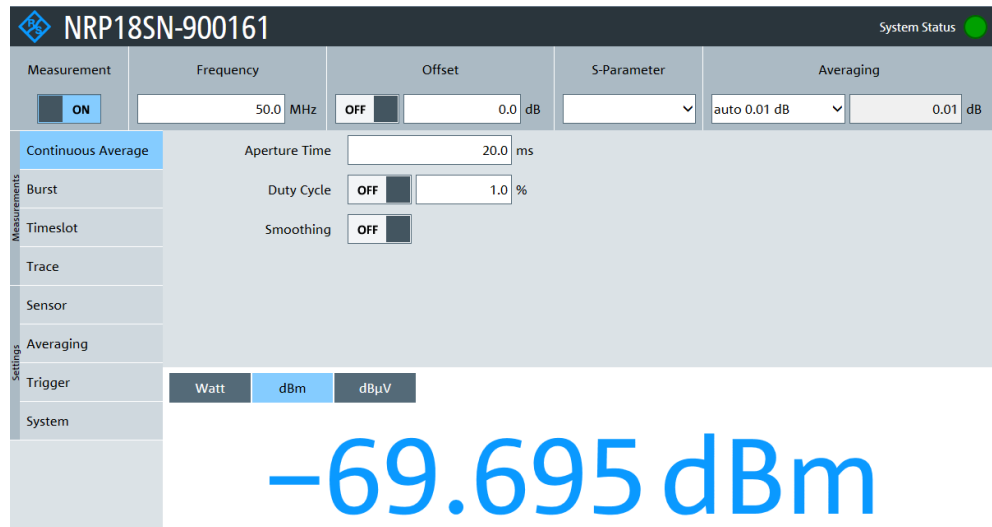 R&S NRP18SN-900161 System Status
Measurement Frequency Offset S-Parameter Averaging
ON 50.0 MHz OFF 0.0 dB auto 0.01 dB 0.01 dB
Measurements
Continuous Average
Burst
Timeslot
Trace
Settings
Sensor
Averaging
Trigger
System
Aperture Time 20.0 ms
Duty Cycle OFF 1.0 %
Smoothing OFF
Watt dBm dBµV
−69.695 dBm